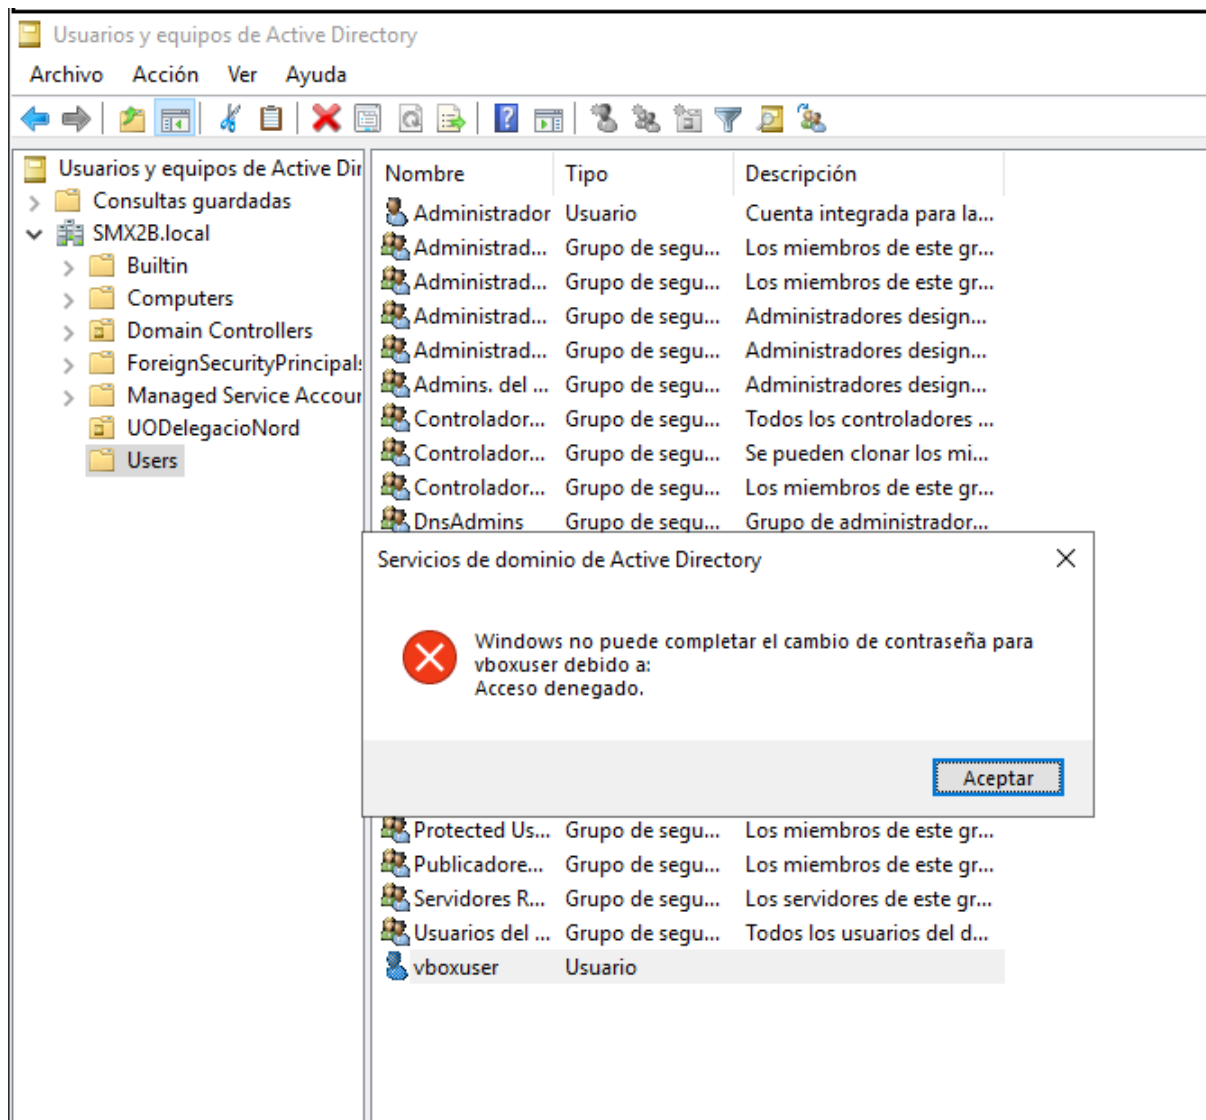 Usuarios y equipos de Active Directory
Archivo Acción Ver Ayuda
Usuarios y equipos de Active Dir
Consultas guardadas
SMX2B.local
Builtin
Computers
Domain Controllers
ForeignSecurityPrincipals
Managed Service Accour
UODelegacioNord
Users
Nombre Tipo Descripción
Administrador Usuario Cuenta integrada para la...
Administrad... Grupo de segu... Los miembros de este gr...
Administrad... Grupo de segu... Los miembros de este gr...
Administrad... Grupo de segu... Administradores design...
Administrad... Grupo de segu... Administradores design...
Admins. del ... Grupo de segu... Administradores design...
Controlador... Grupo de segu... Todos los controladores ...
Controlador... Grupo de segu... Se pueden clonar los mi...
Controlador... Grupo de segu... Los miembros de este gr...
DnsAdmins Grupo de segu... Grupo de administrador...
Servicios de dominio de Active Directory
Windows no puede completar el cambio de contraseña para
vboxuser debido a:
Acceso denegado.
Aceptar
Protected Us... Grupo de segu... Los miembros de este gr...
Publicadore... Grupo de segu... Los miembros de este gr...
Servidores R... Grupo de segu... Los servidores de este gr...
Usuarios del ... Grupo de segu... Todos los usuarios del d...
vboxuser Usuario